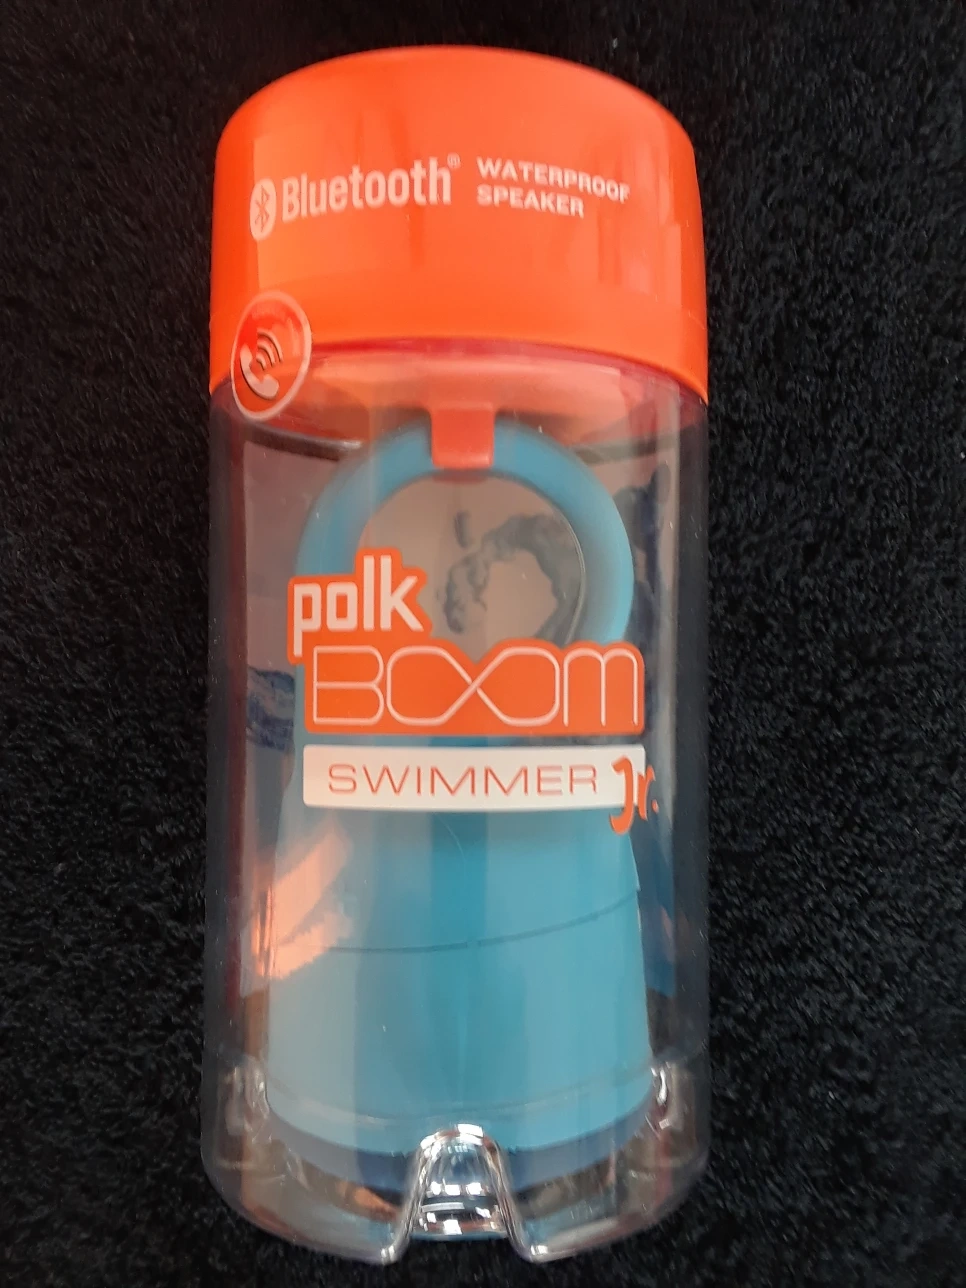 Bluetooth® WATERPROOF
SPEAKER
polk
BOOM
SWIMMER Jr.